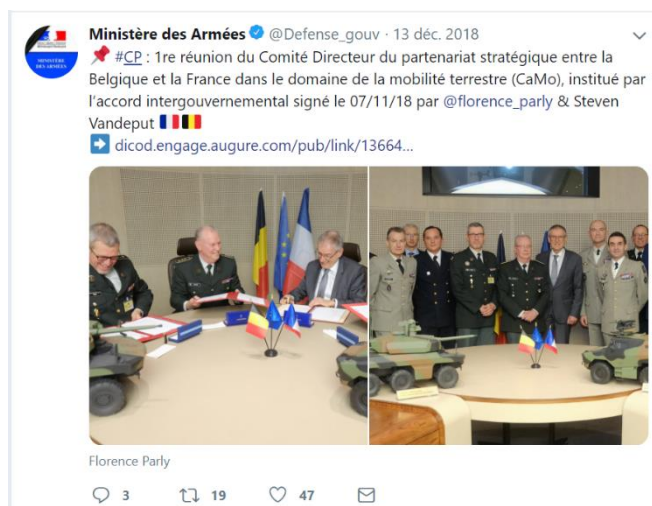 Ministère des Armées @Defense_gouv · 13 déc. 2018
#CP : 1re réunion du Comité Directeur du partenariat stratégique entre la
Belgique et la France dans le domaine de la mobilité terrestre (CaMo), institué par
l'accord intergouvernemental signé le 07/11/18 par @florence_parly & Steven
Vandeput
dicod.engage.augure.com/pub/link/13664...
Florence Parly
3 19 47